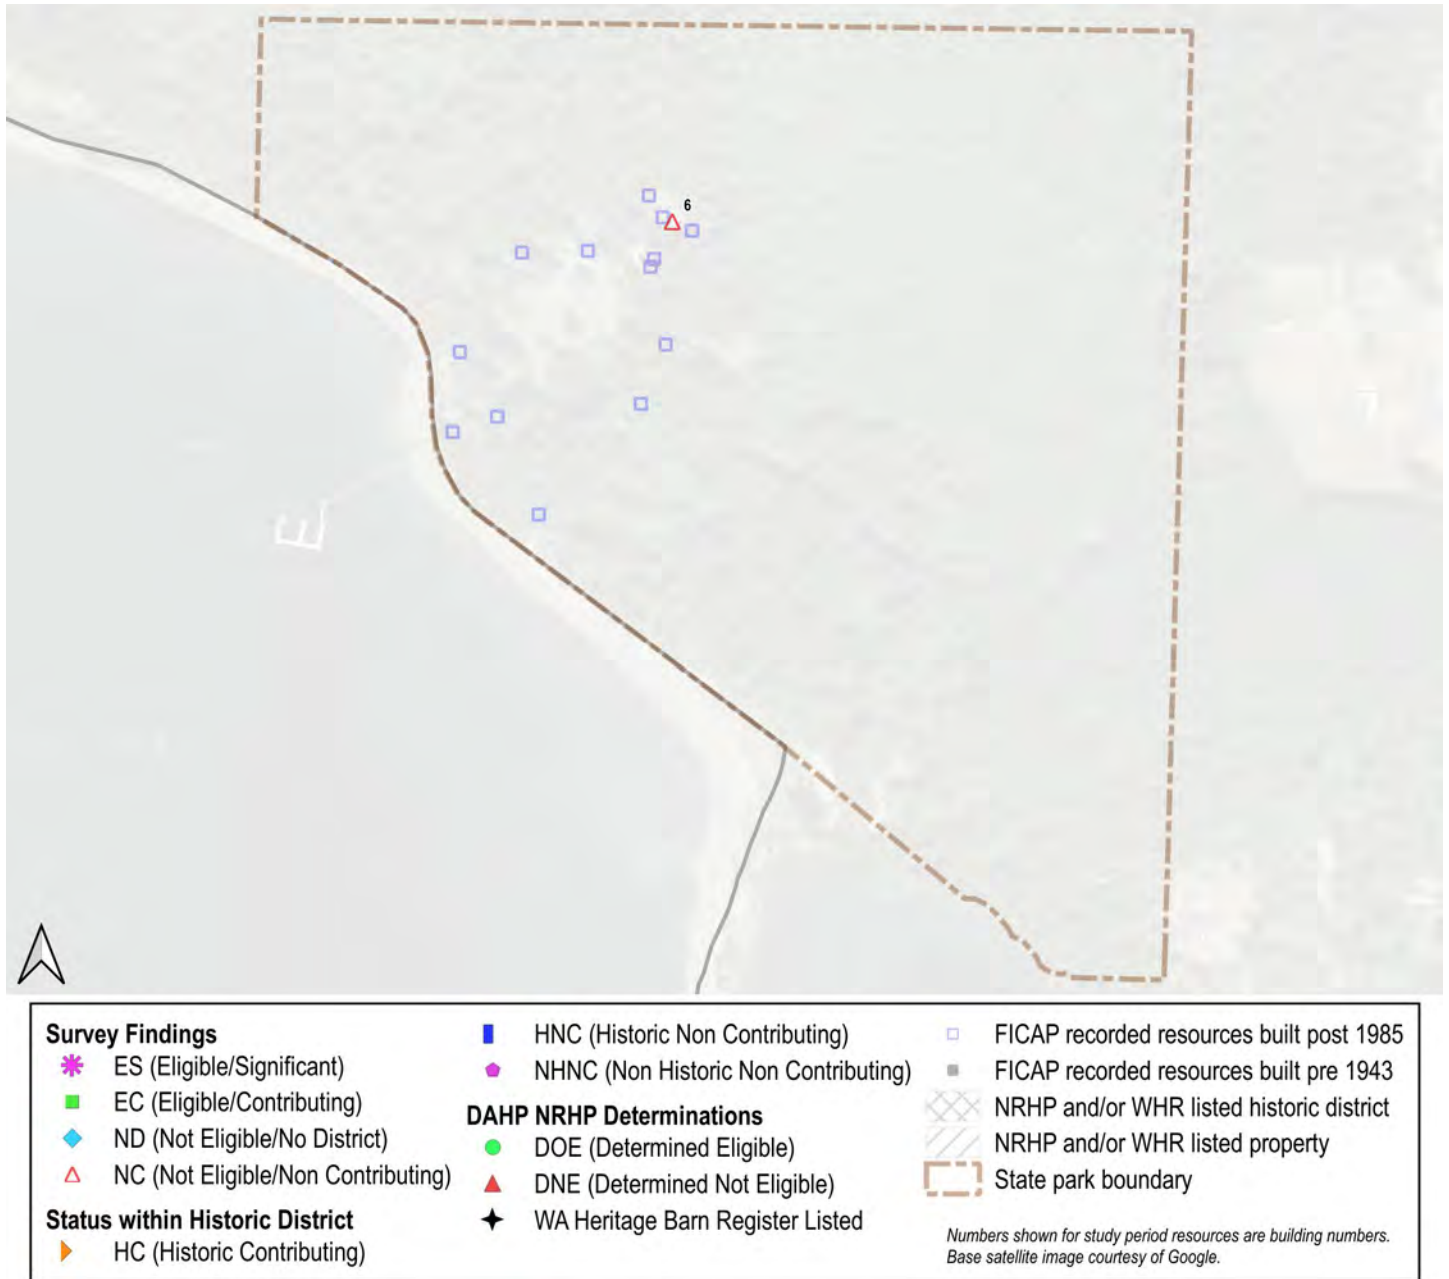 6
E
Survey Findings
ES (Eligible/Significant)
EC (Eligible/Contributing)
ND (Not Eligible/No District)
NC (Not Eligible/Non Contributing)
Status within Historic District
HC (Historic Contributing)
HNC (Historic Non Contributing)
NHNC (Non Historic Non Contributing)
DAHP NRHP Determinations
DOE (Determined Eligible)
DNE (Determined Not Eligible)
WA Heritage Barn Register Listed
FICAP recorded resources built post 1985
FICAP recorded resources built pre 1943
NRHP and/or WHR listed historic district
NRHP and/or WHR listed property
State park boundary
Numbers shown for study period resources are building numbers.
Base satellite image courtesy of Google.